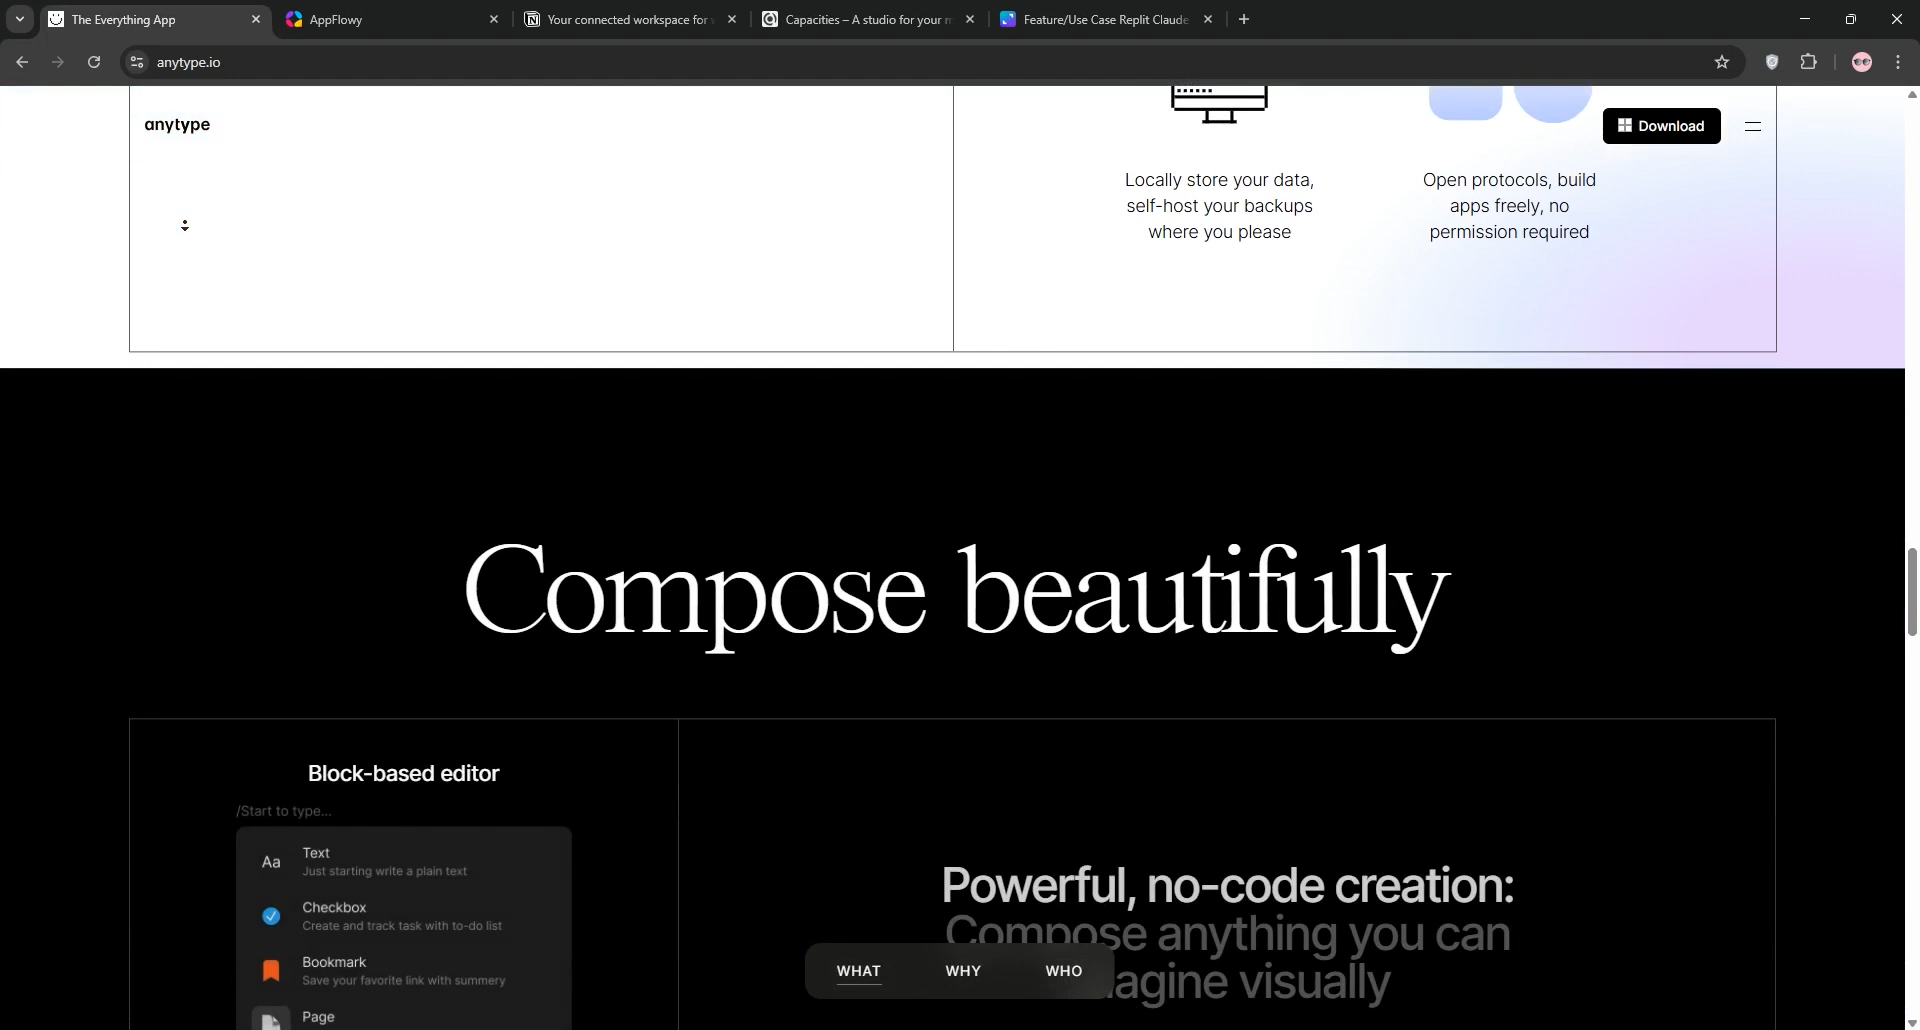 The Everything App
AppFlowy
Your connected workspace for
Capacities – A studio for your m
Feature/Use Case Replit Claude
anytype.io
anytype
Download
Locally store your data,
self-host your backups
where you please
Open protocols, build
apps freely, no
permission required
Compose beautifully
Block-based editor
/Start to type...
Aa
Text
Just starting write a plain text
Checkbox
Create and track task with to-do list
Bookmark
Save your favorite link with summery
Page
Powerful, no-code creation:
Compose anything you can
agine visually
WHAT
WHY
WHO